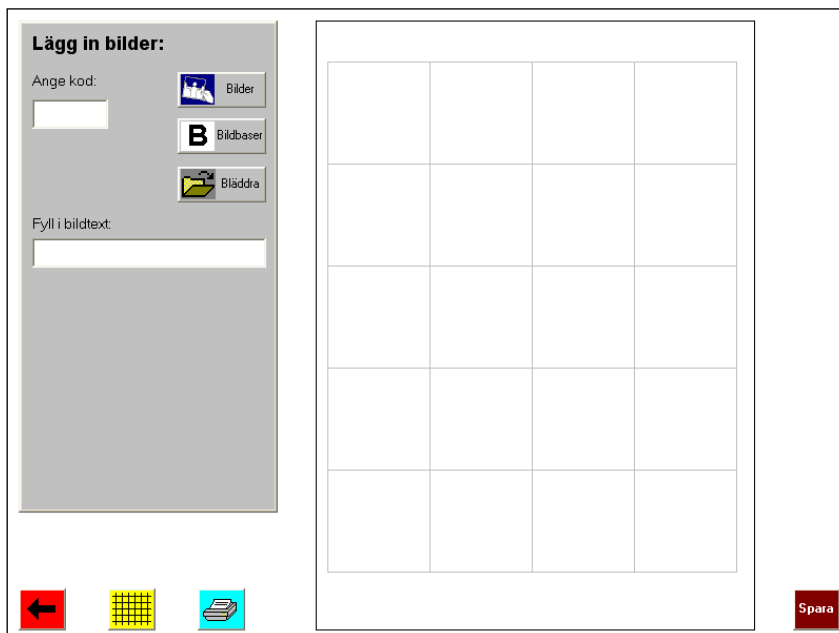 Lägg in bilder:
Ange kod:
Bilder
B Bildbaser
Bläddra
Fyll i bildtext:
Spara